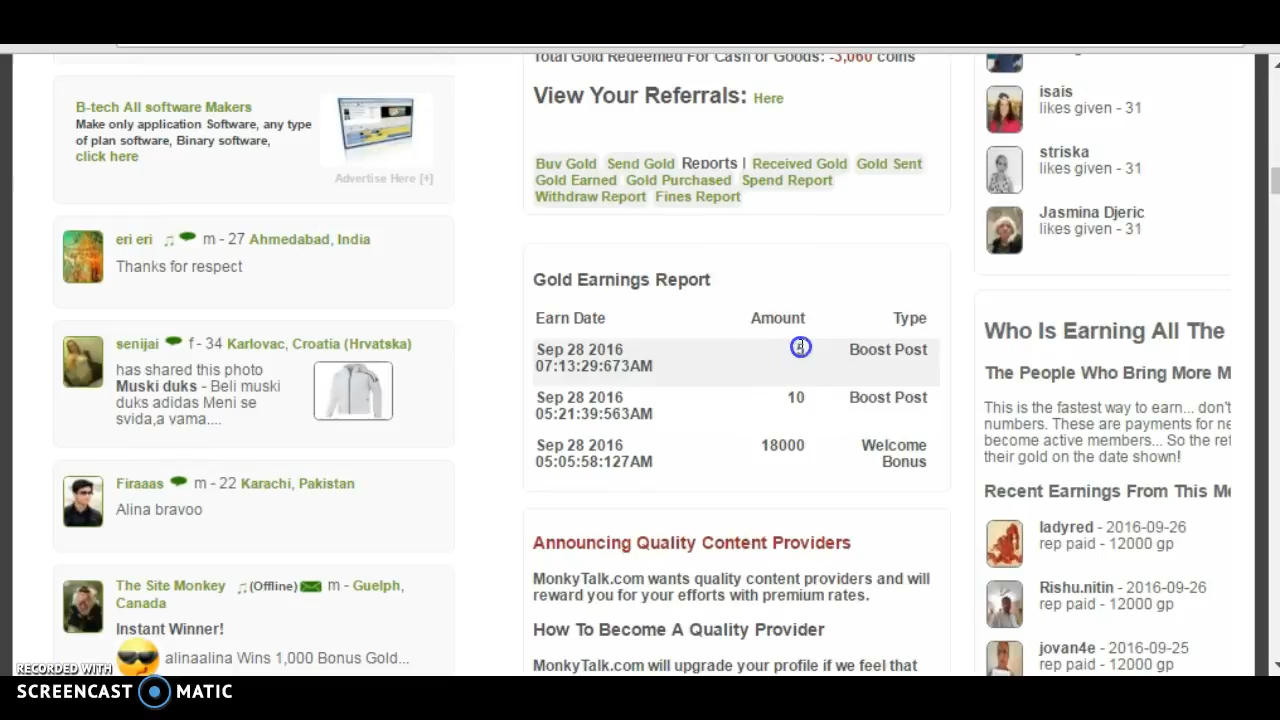 B-tech All software Makers
Make only application Software, any type
of plan software, Binary software,
click here
Advertise Here [+]
eri eri m - 27 Ahmedabad, India
Thanks for respect
senijai f - 34 Karlovac, Croatia (Hrvatska)
has shared this photo
Muski duks - Beli muski
duks adidas Meni se
svida,a vama....
Firaaas m - 22 Karachi, Pakistan
Alina bravoo
The Site Monkey (Offline) m - Guelph,
Canada
Instant Winner!
alinaalina Wins 1,000 Bonus Gold...
Total Gold Redeemed For Cash or Goods: -3,060 coins
View Your Referrals: Here
Buy Gold Send Gold Reports | Received Gold Gold Sent
Gold Earned Gold Purchased Spend Report
Withdraw Report Fines Report
Gold Earnings Report
Earn Date Amount Type
Sep 28 2016 Boost Post
07:13:29:673AM
Sep 28 2016 10 Boost Post
05:21:39:563AM
Sep 28 2016 18000 Welcome
05:05:58:127AM Bonus
Announcing Quality Content Providers
MonkyTalk.com wants quality content providers and will
reward you for your efforts with premium rates.
How To Become A Quality Provider
MonkyTalk.com will upgrade your profile if we feel that
isais
likes given - 31
striska
likes given - 31
Jasmina Djeric
likes given - 31
Who Is Earning All The
The People Who Bring More M
This is the fastest way to earn... don't
numbers. These are payments for ne
become active members... So the ref
their gold on the date shown!
Recent Earnings From This Me
ladyred - 2016-09-26
rep paid - 12000 gp
Rishu.nitin - 2016-09-26
rep paid - 12000 gp
jovan4e - 2016-09-25
rep paid - 12000 gp
RECORDED WITH
SCREENCAST MATIC